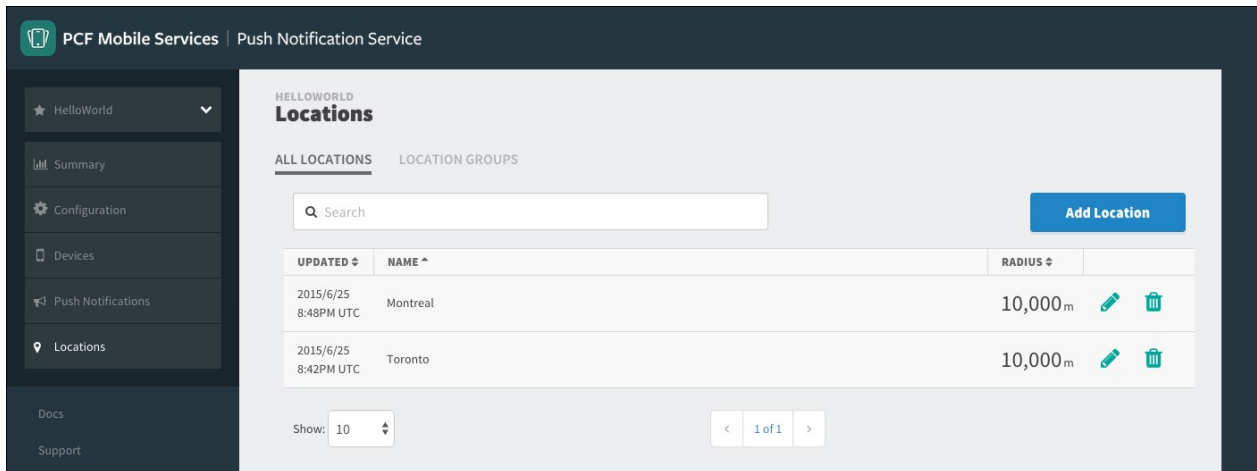 PCF Mobile Services | Push Notification Service
HelloWorld
Summary
Configuration
Devices
Push Notifications
Locations
Docs
Support
HELLOWORLD
Locations
ALL LOCATIONS LOCATION GROUPS
Search
Add Location
UPDATED NAME RADIUS
2015/6/25
8:48PM UTC
Montreal
10,000 m
2015/6/25
8:42PM UTC
Toronto
10,000 m
Show: 10
< 1 of 1 >